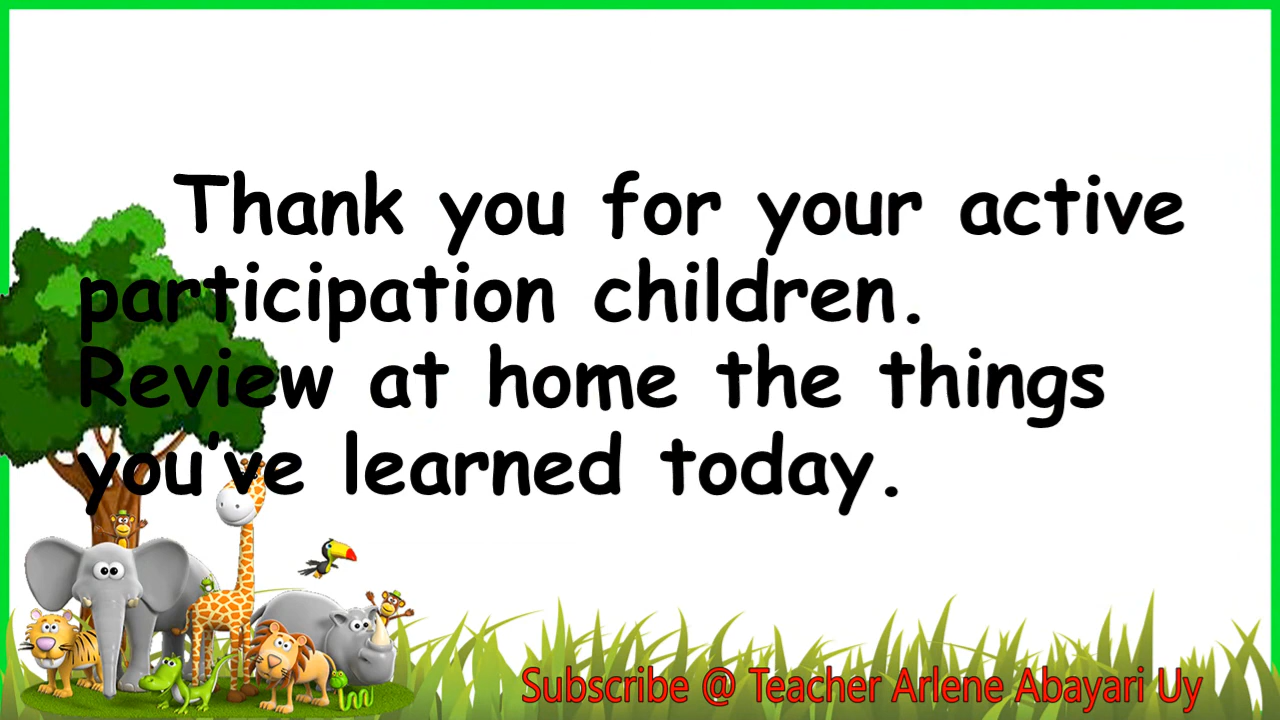 Thank you for your active
participation children.
Review at home the things
you've learned today.
Subscribe @ Teacher Arlene Abayari Uy